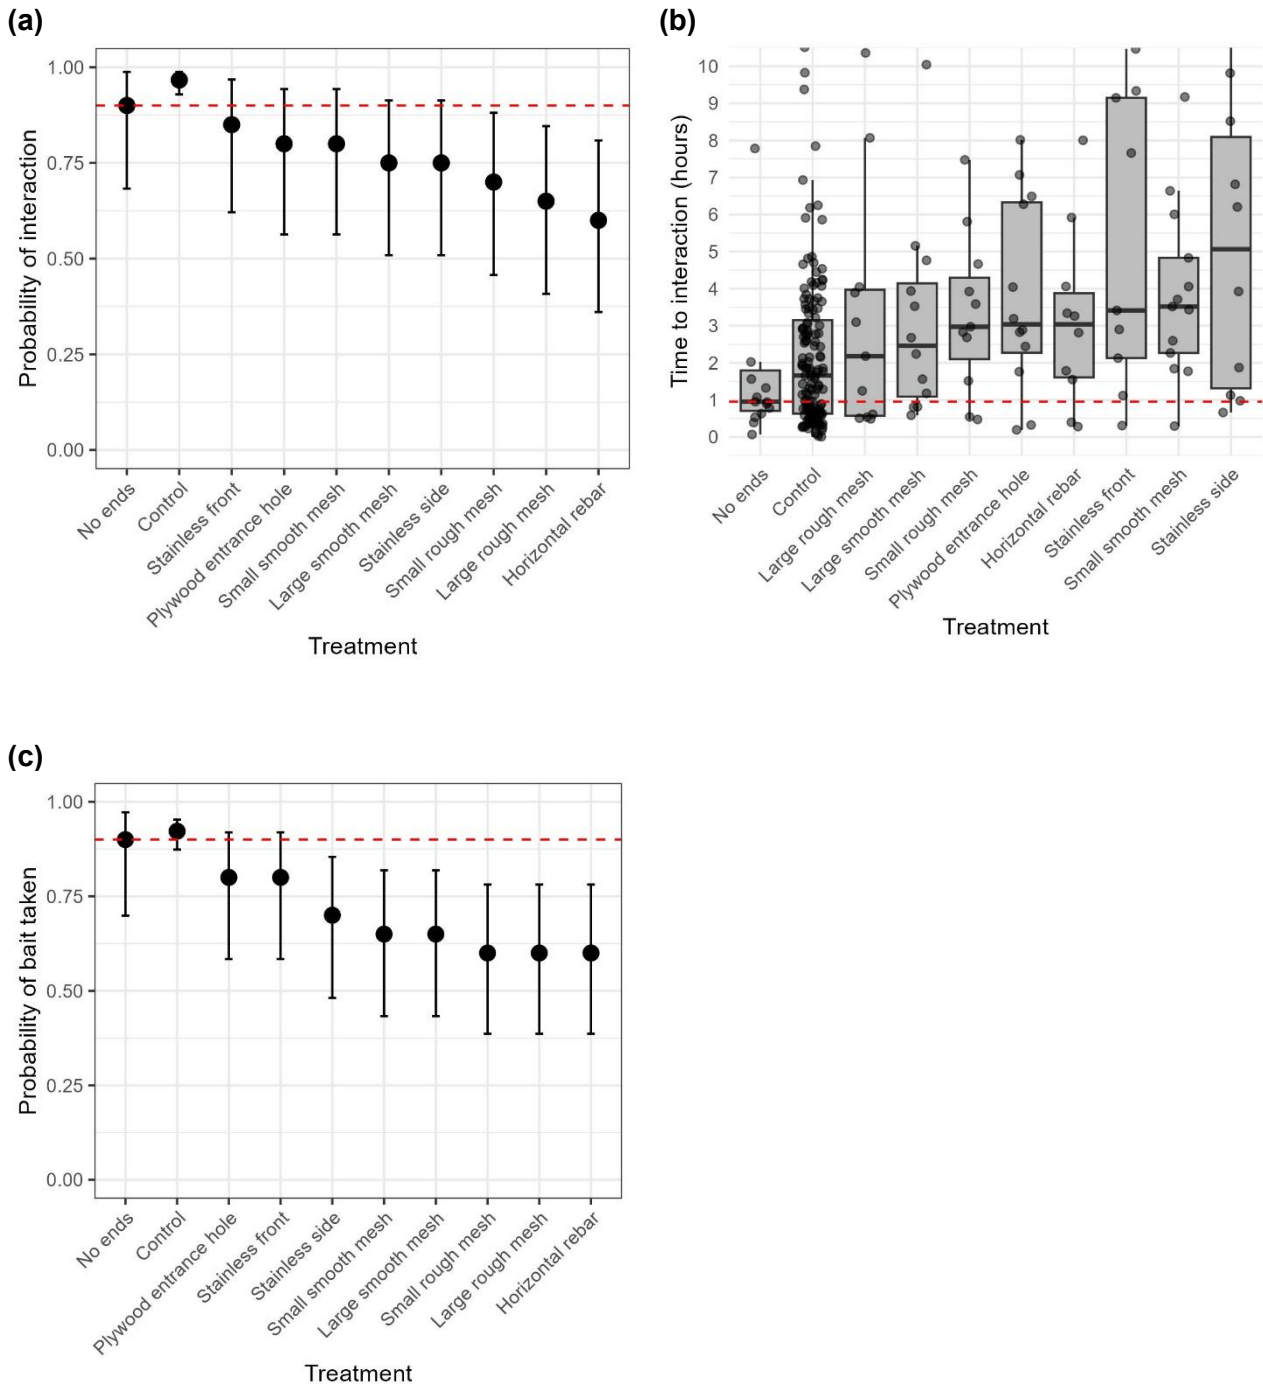 (a)
1.00
0.75
0.50
0.25
0.00
Probability of interaction
No ends
Control
Stainless front
Plywood entrance hole
Small smooth mesh
Large smooth mesh
Stainless side
Small rough mesh
Large rough mesh
Horizontal rebar
Treatment
(b)
10
9
8
7
6
5
4
3
2
1
0
Time to interaction (hours)
No ends
Control
Large rough mesh
Large smooth mesh
Small rough mesh
Plywood entrance hole
Horizontal rebar
Stainless front
Small smooth mesh
Stainless side
Treatment
(c)
1.00
0.75
0.50
0.25
0.00
Probability of bait taken
No ends
Control
Plywood entrance hole
Stainless front
Stainless side
Small smooth mesh
Large smooth mesh
Small rough mesh
Large rough mesh
Horizontal rebar
Treatment